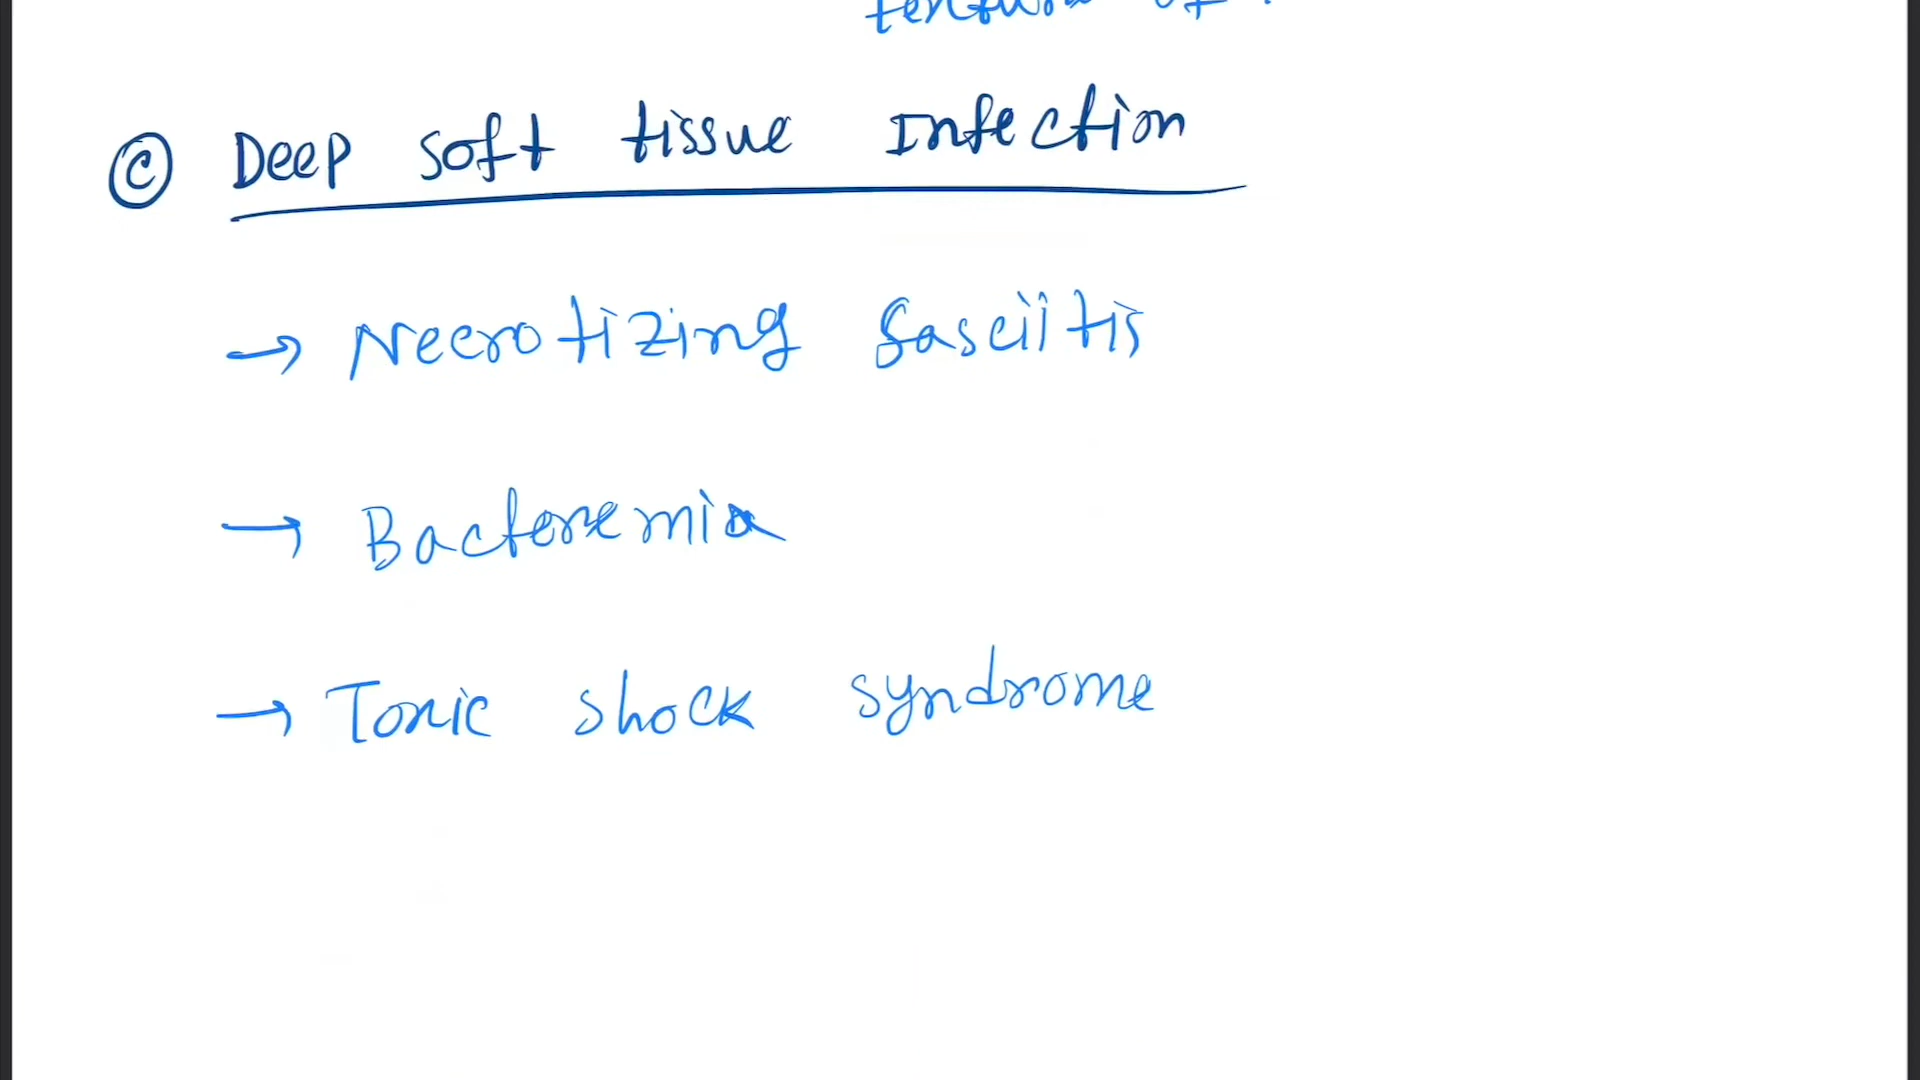 © Deep soft tissue Infection
→ Necrotizing fasciitis
→ Bacteremia
→ Toxic shock syndrome